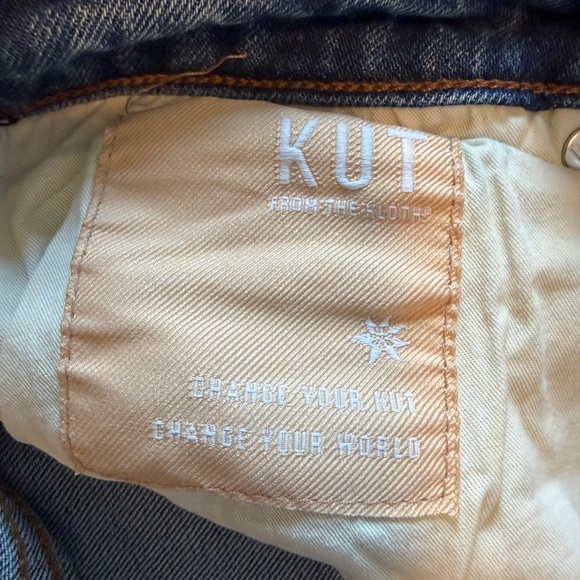 KUT
FROM THE KLOTH®
CHANGE YOUR KUT
CHANGE YOUR WORLD